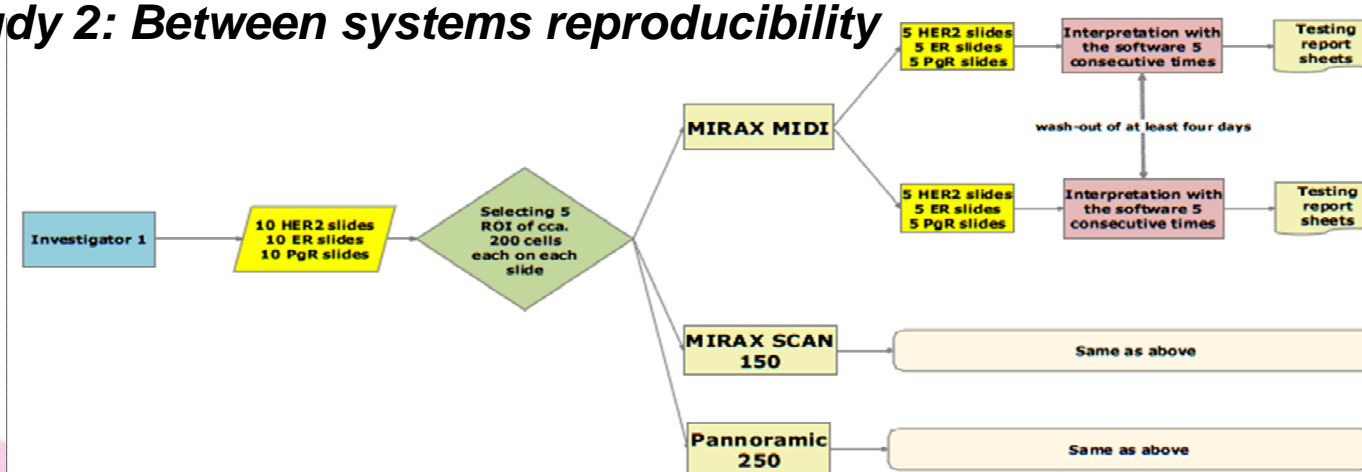 dy 2: Between systems reproducibility
Investigator 1
10 HER2 slides
10 ER slides
10 PgR slides
Selecting 5
ROI of cca.
200 cells
each on each
slide
MIRAX MIDI
5 HER2 slides
5 ER slides
5 PgR slides
Interpretation with
the software 5
consecutive times
Testing
report
sheets
wash-out of at least four days
5 HER2 slides
5 ER slides
5 PgR slides
Interpretation with
the software 5
consecutive times
Testing
report
sheets
MIRAX SCAN
150
Same as above
Pannoramic
250
Same as above